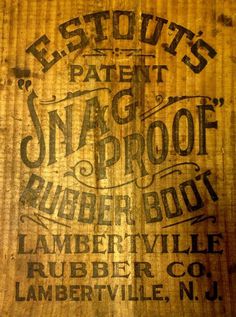 E. STOUT'S
PATENT
"SNAG
PROOF"
RUBBER BOOT
LAMBERTVILLE
RUBBER CO.
LAMBERTVILLE, N. J.